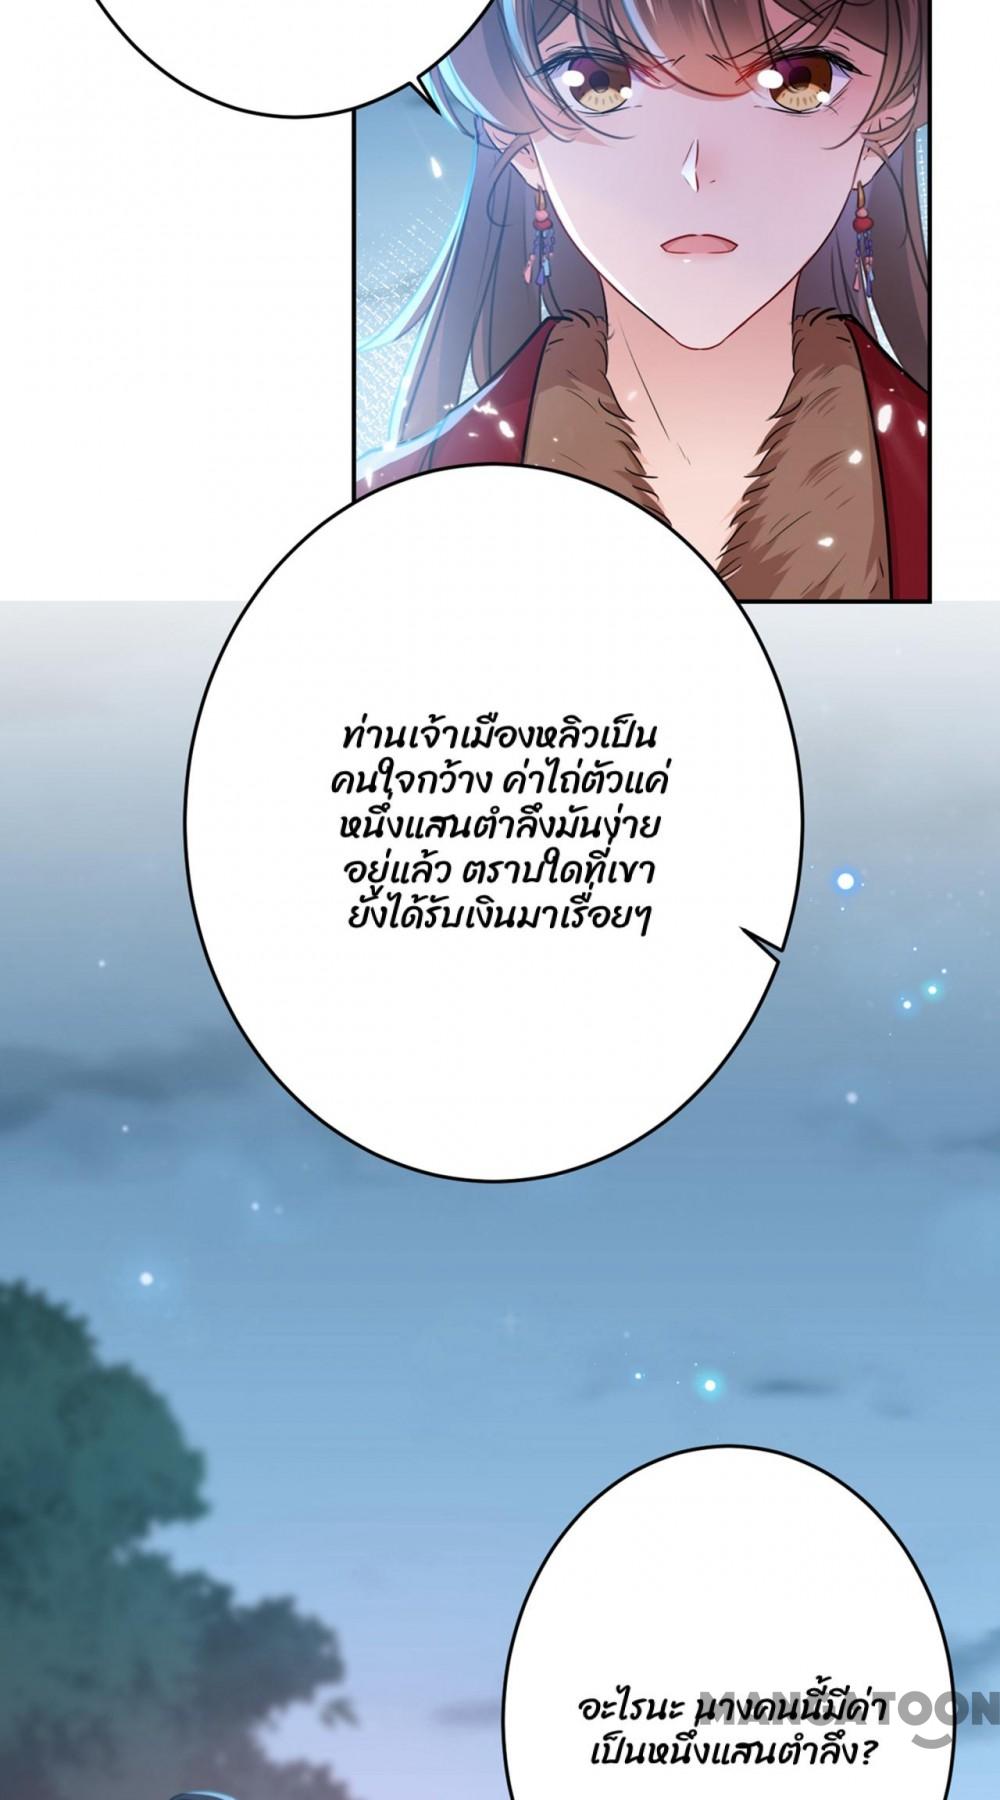 ท่านเจ้าเมืองหลิวเป็น
คนใจกว้าง ค่าไถ่ตัวแค่
หนึ่งแสนตำลึงมันง่าย
อยู่แล้ว ตราบใดที่เขา
ยังได้รับเงินมาเรื่อยๆ
อะไรนะ นางคนนี้มีค่า
เป็นหนึ่งแสนตำลึง?
MANGATOON